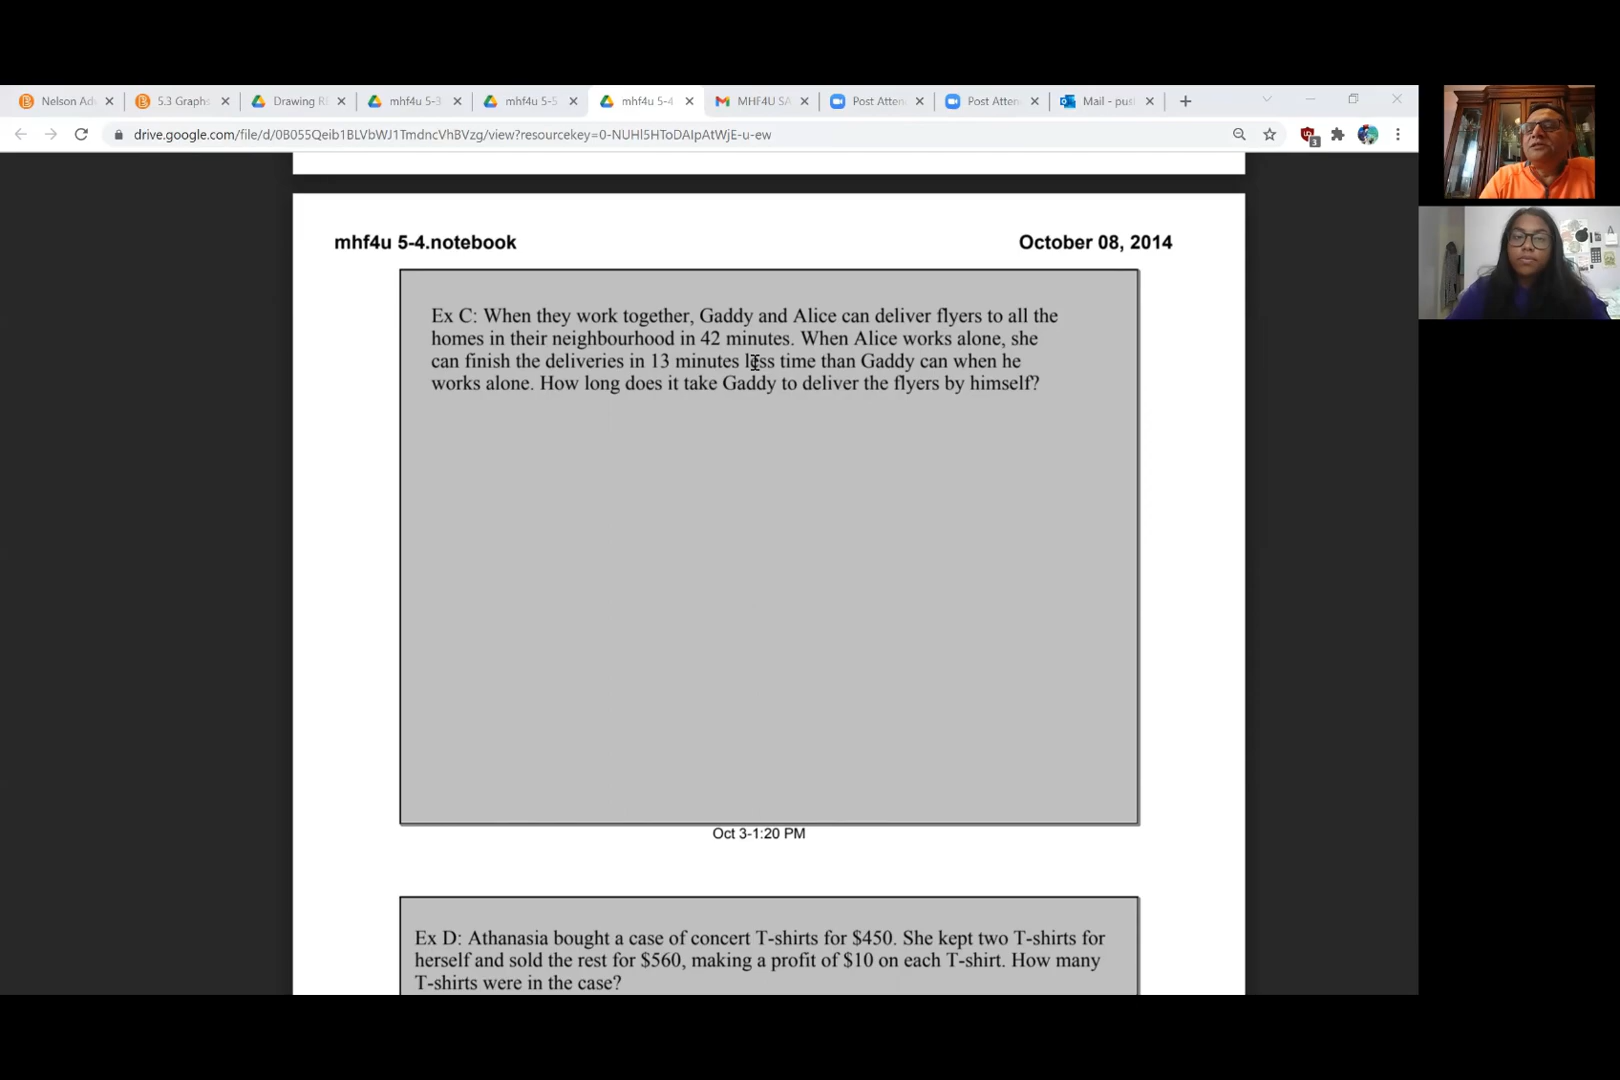 Nelson Ad
5.3 Graphs
Drawing R
mhf4u 5-3
mhf4u 5-5
mhf4u 5-4
MHF4U SA
Post Atten
Post Atten
Mail - pus
drive.google.com/file/d/0B055Qeib1BLVbWJ1TmdncVhBVzg/view?resourcekey=0-NUHl5HToDAlpAtWjE-u-ew
3
mhf4u 5-4.notebook
October 08, 2014
Ex C: When they work together, Gaddy and Alice can deliver flyers to all the
homes in their neighbourhood in 42 minutes. When Alice works alone, she
can finish the deliveries in 13 minutes less time than Gaddy can when he
works alone. How long does it take Gaddy to deliver the flyers by himself?
Oct 3-1:20 PM
Ex D: Athanasia bought a case of concert T-shirts for $450. She kept two T-shirts for
herself and sold the rest for $560, making a profit of $10 on each T-shirt. How many
T-shirts were in the case?